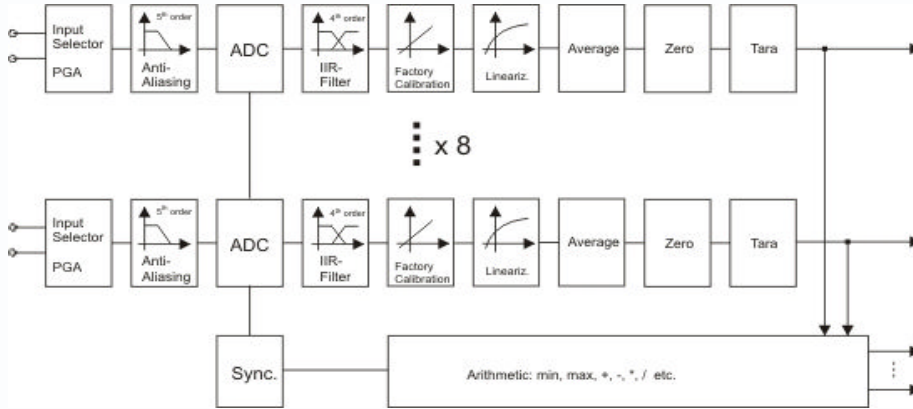 Input
Selector
PGA
5th order
Anti-
Aliasing
ADC
4th order
IIR-
Filter
Factory
Calibration
Lineariz.
Average
Zero
Tara
x 8
Input
Selector
PGA
5th order
Anti-
Aliasing
ADC
4th order
IIR-
Filter
Factory
Calibration
Lineariz.
Average
Zero
Tara
Sync.
Arithmetic: min, max, +, -, *, / etc.